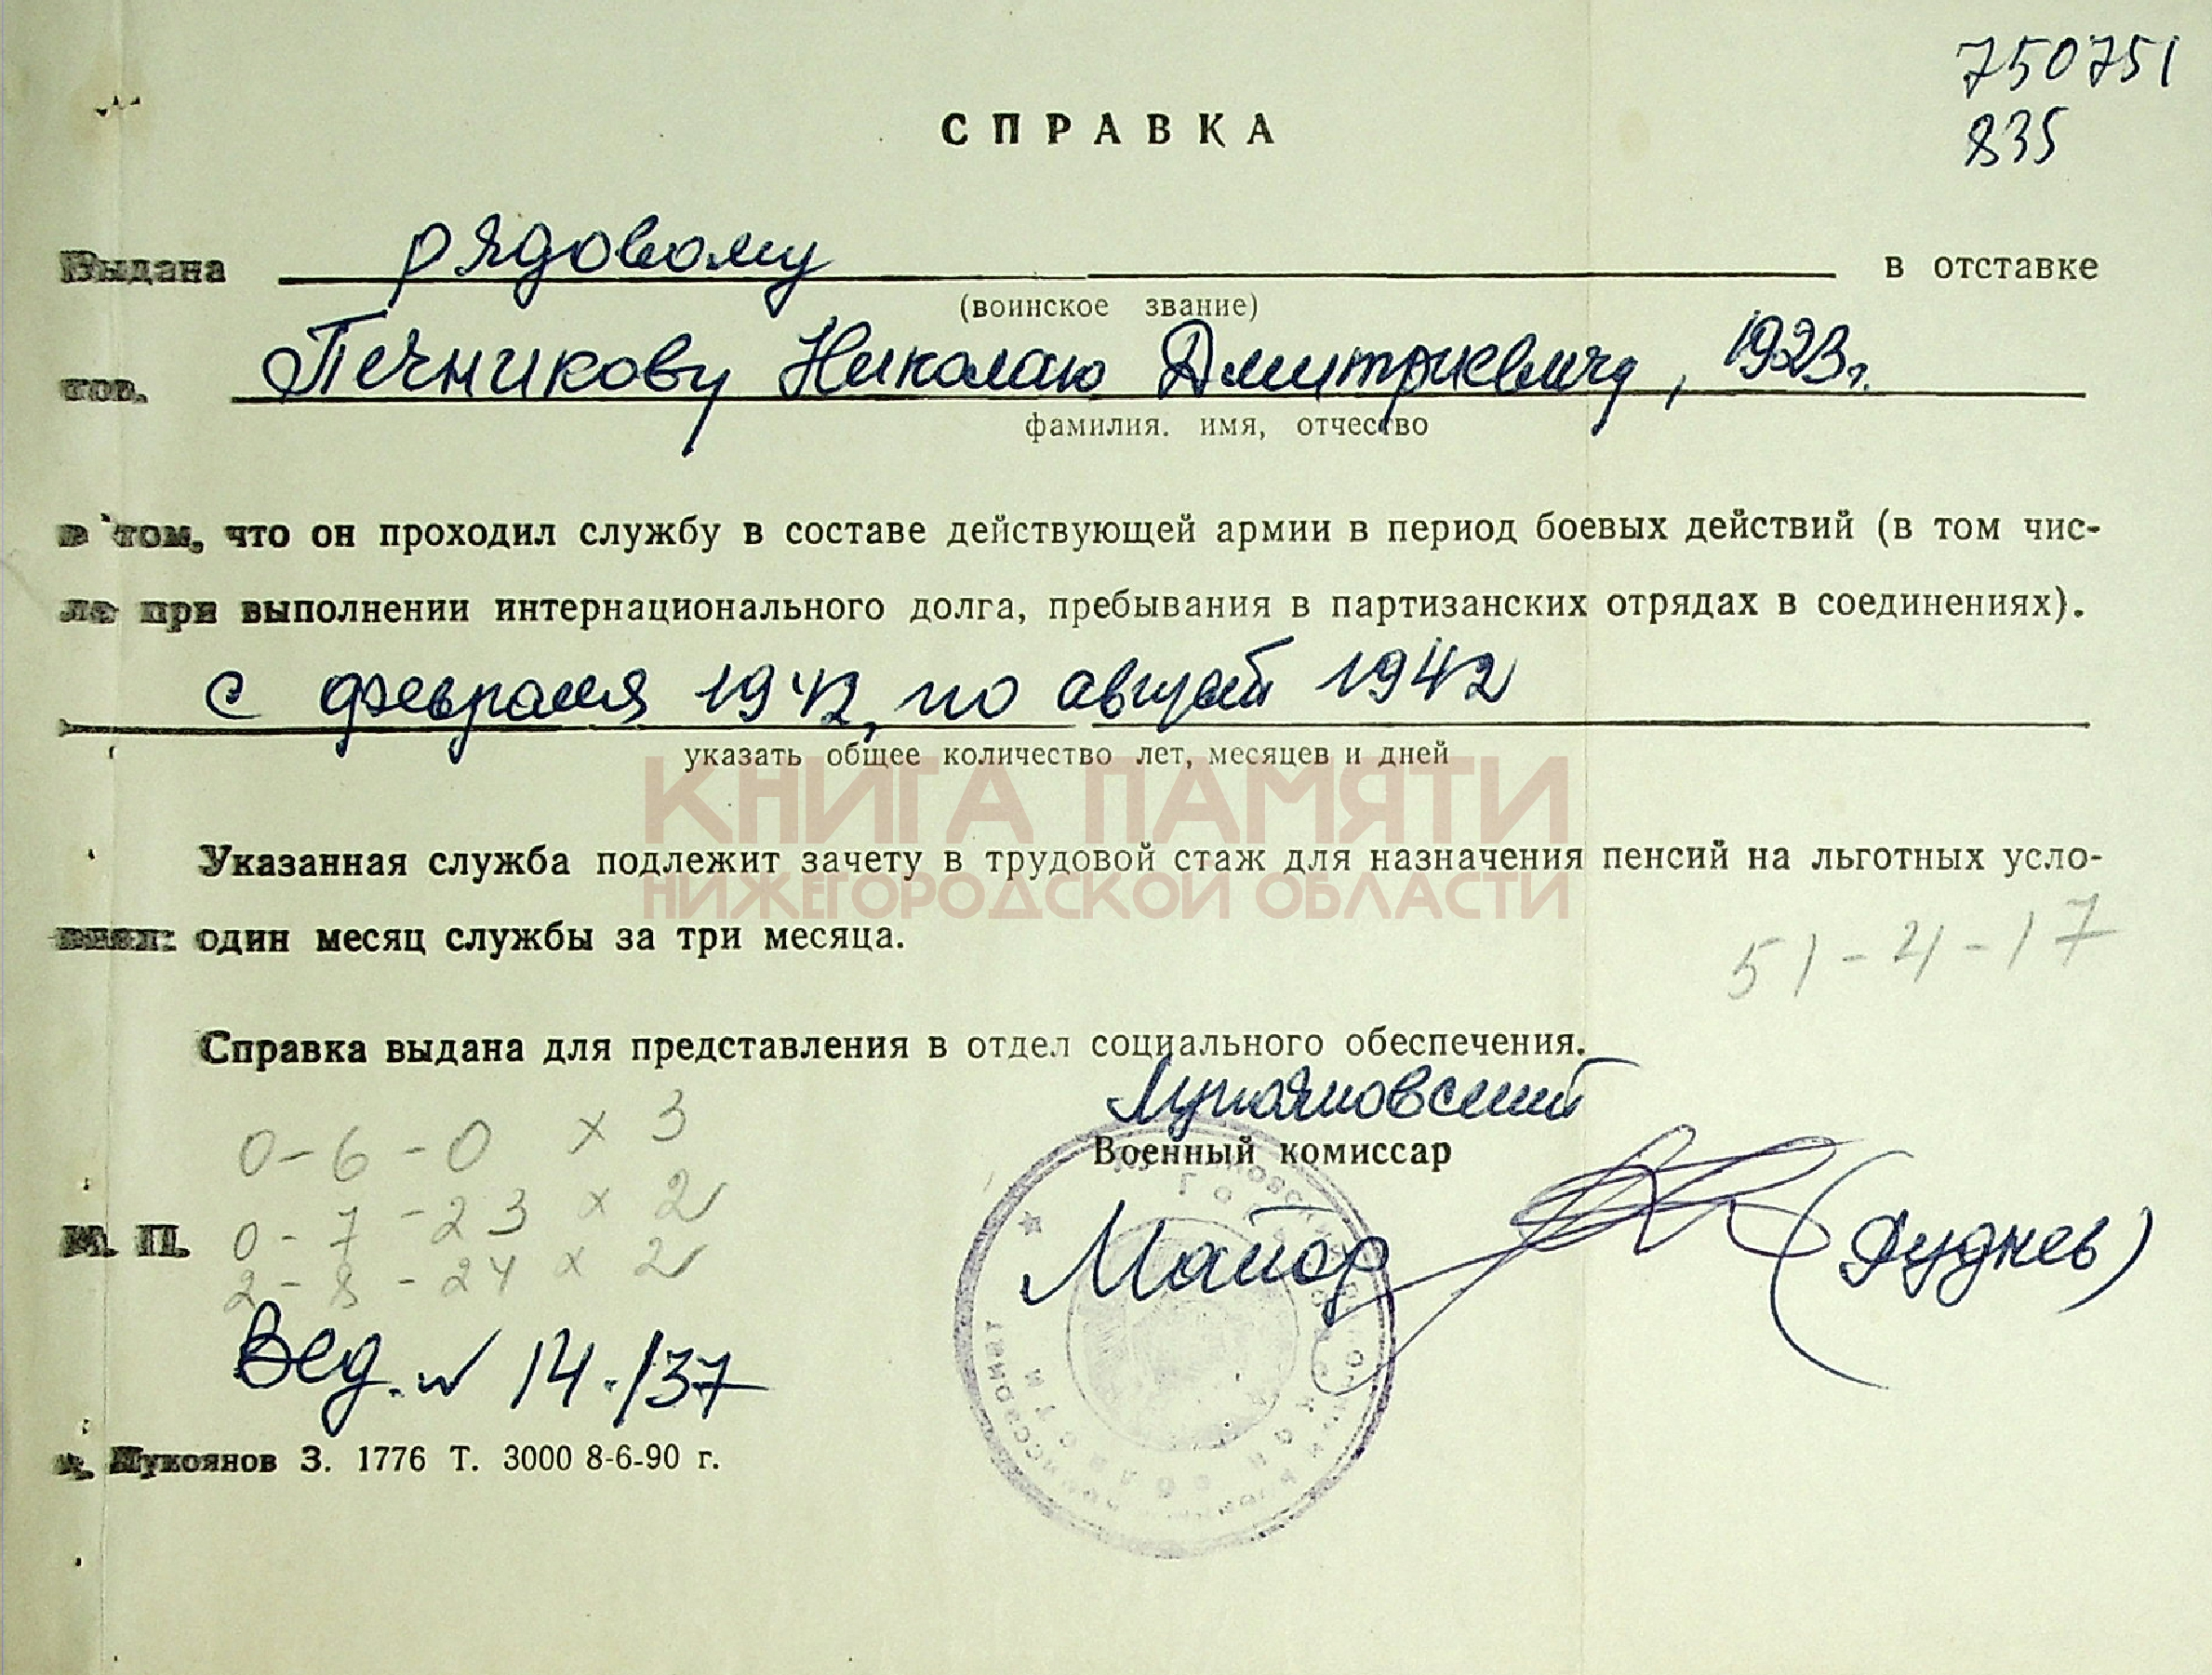 750751
835
СПРАВКА
Выдана рядовому в отставке
(воинское звание)
тов. Печникову Николаю Дмитриевичу, 1923г.
фамилия. имя, отчество
в том, что он проходил службу в составе действующей армии в период боевых действий (в том чис-
ле при выполнении интернационального долга, пребывания в партизанских отрядах в соединениях).
с февраля 1942, по август 1942
указать общее количество лет, месяцев и дней
КНИГА ПАМЯТИ
НИЖЕГОРОДСКОЙ ОБЛАСТИ
Указанная служба подлежит зачету в трудовой стаж для назначения пенсий на льготных усло-
виях: один месяц службы за три месяца.
51-4-17
Справка выдана для представления в отдел социального обеспечения.
Лукояновский
Военный комиссар
0-6-0 х 3
0-7-23 х 2
2-8-24 х 2
М. П.
Майор (Дуднев)
Вед. № 14./37
г. Лукоянов З. 1776 Т. 3000 8-6-90 г.